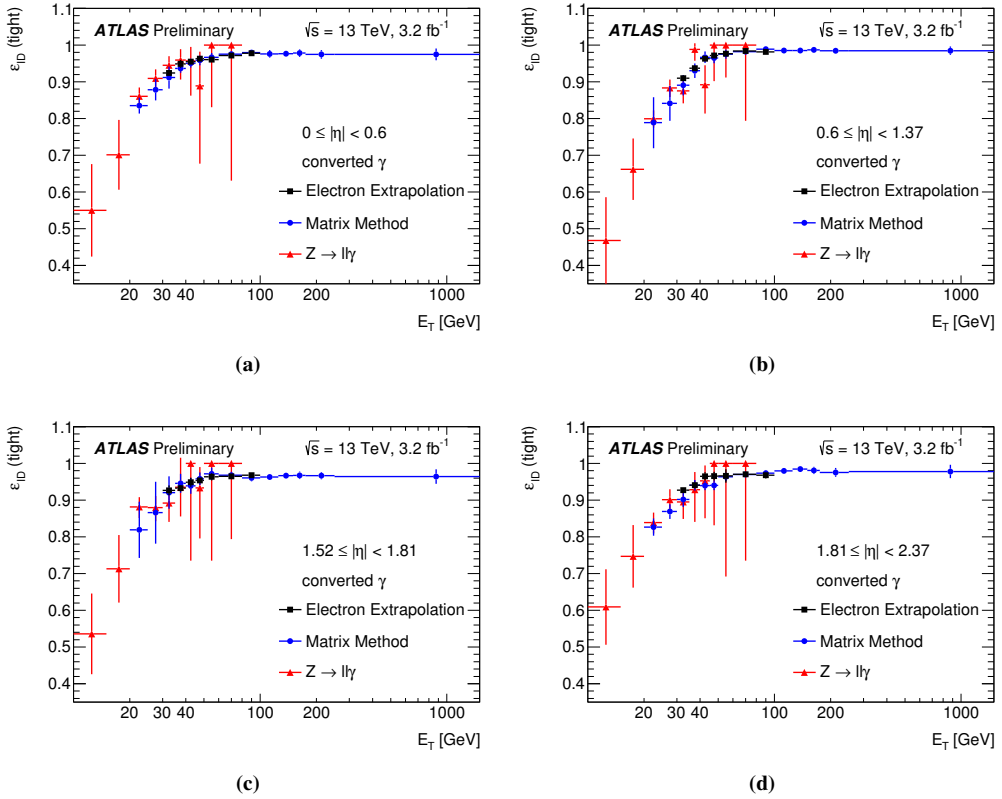 ε_ID (tight)
1.1
1
0.9
0.8
0.7
0.6
0.5
0.4
ATLAS Preliminary
√s = 13 TeV, 3.2 fb⁻¹
0 ≤ |η| < 0.6
converted γ
Electron Extrapolation
Matrix Method
Z → llγ
20 30 40 100 200 1000
E_T [GeV]
(a)
ε_ID (tight)
1.1
1
0.9
0.8
0.7
0.6
0.5
0.4
ATLAS Preliminary
√s = 13 TeV, 3.2 fb⁻¹
0.6 ≤ |η| < 1.37
converted γ
Electron Extrapolation
Matrix Method
Z → llγ
20 30 40 100 200 1000
E_T [GeV]
(b)
ε_ID (tight)
1.1
1
0.9
0.8
0.7
0.6
0.5
0.4
ATLAS Preliminary
√s = 13 TeV, 3.2 fb⁻¹
1.52 ≤ |η| < 1.81
converted γ
Electron Extrapolation
Matrix Method
Z → llγ
20 30 40 100 200 1000
E_T [GeV]
(c)
ε_ID (tight)
1.1
1
0.9
0.8
0.7
0.6
0.5
0.4
ATLAS Preliminary
√s = 13 TeV, 3.2 fb⁻¹
1.81 ≤ |η| < 2.37
converted γ
Electron Extrapolation
Matrix Method
Z → llγ
20 30 40 100 200 1000
E_T [GeV]
(d)